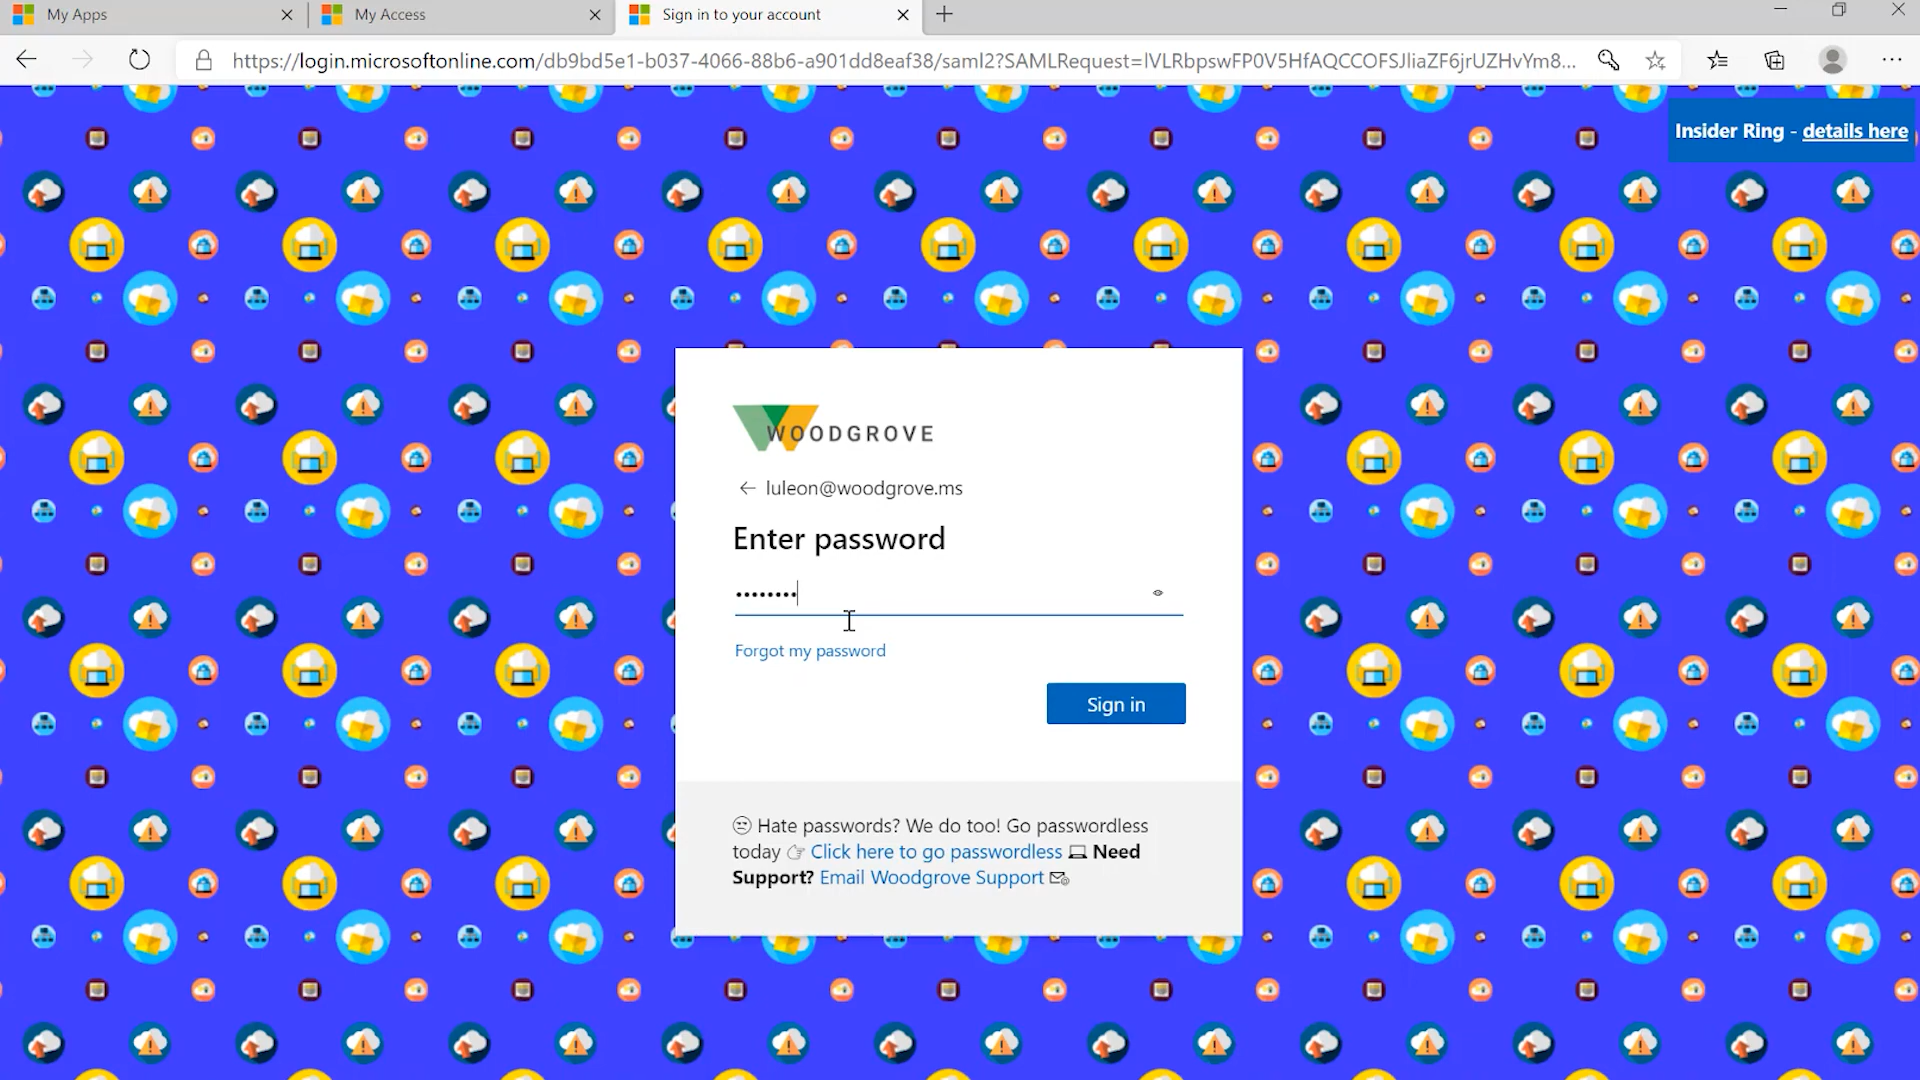 My Apps
My Access
Sign in to your account
https://login.microsoftonline.com/db9bd5e1-b037-4066-88b6-a901dd8eaf38/saml2?SAMLRequest=lVLRbpswFP0V5HfAQCCOFSJliaZF6jrUZHvYm8...
Insider Ring - details here
WOODGROVE
luleon@woodgrove.ms
Enter password
Forgot my password
Sign in
Hate passwords? We do too! Go passwordless
today Click here to go passwordless Need
Support? Email Woodgrove Support